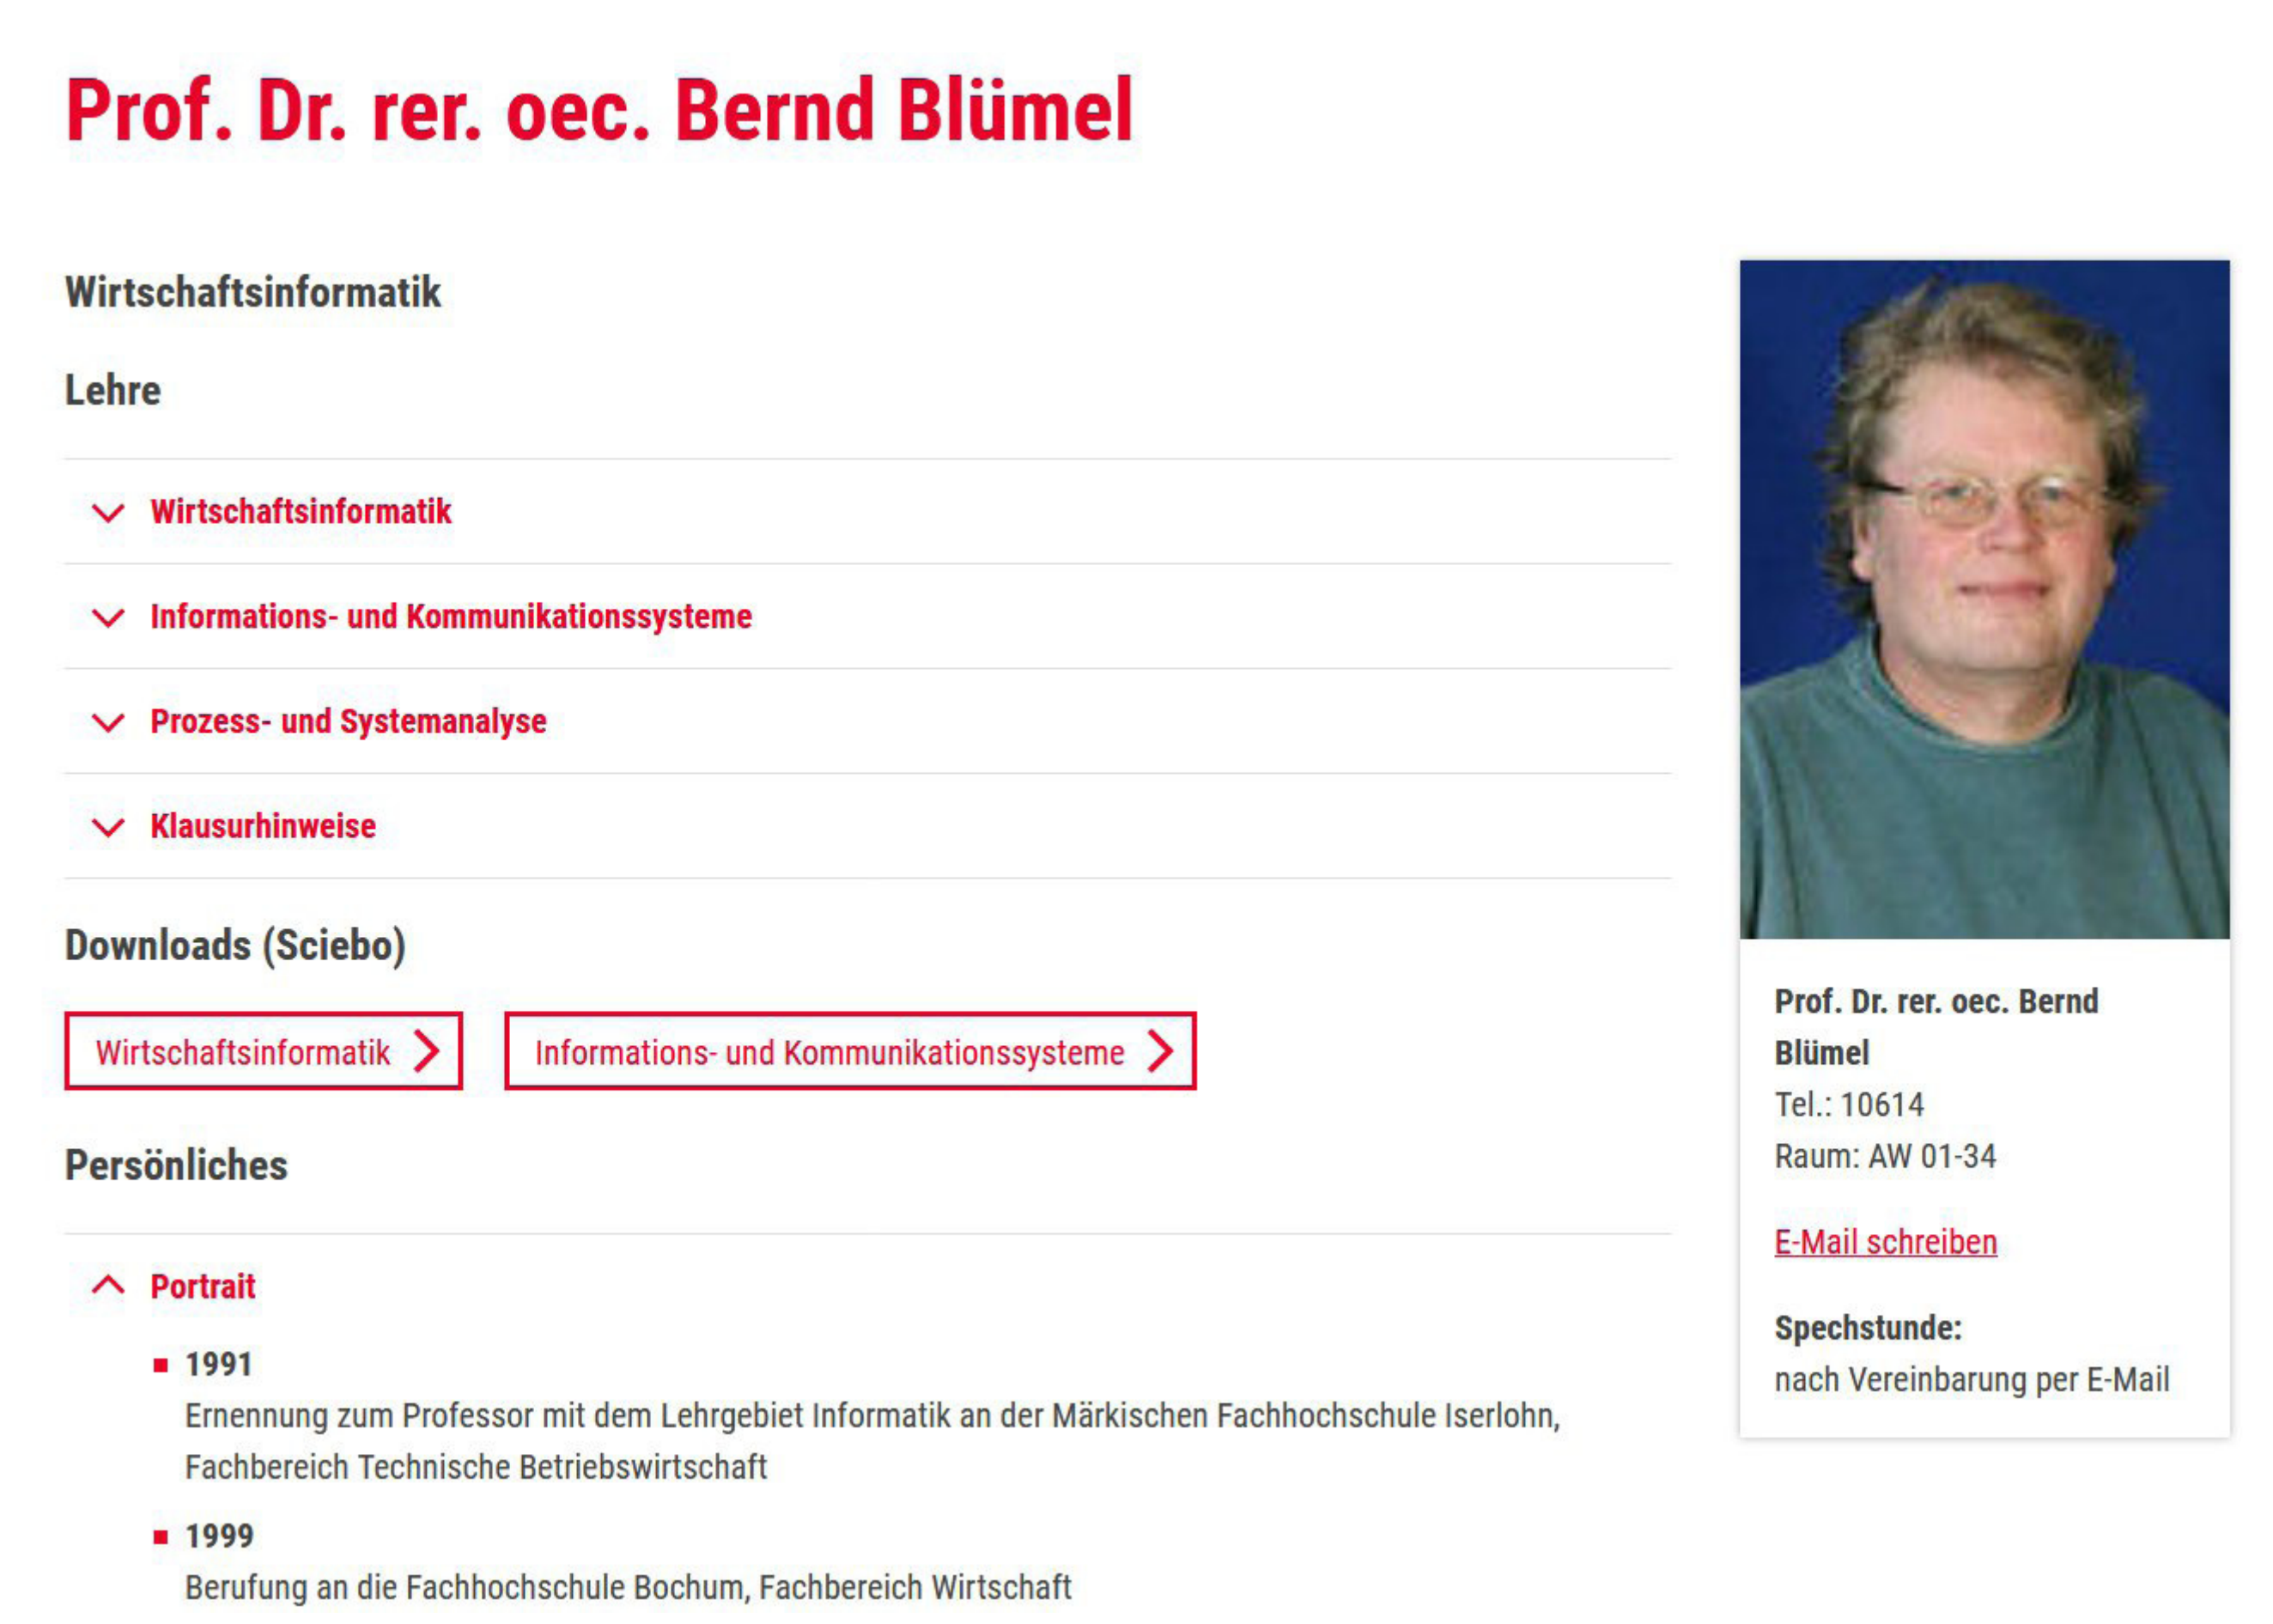 Prof. Dr. rer. oec. Bernd Blümel
Wirtschaftsinformatik
Lehre
Wirtschaftsinformatik
Informations- und Kommunikationssysteme
Prozess- und Systemanalyse
Klausurhinweise
Downloads (Sciebo)
Wirtschaftsinformatik
Informations- und Kommunikationssysteme
Persönliches
Portrait
1991
Ernennung zum Professor mit dem Lehrgebiet Informatik an der Märkischen Fachhochschule Iserlohn,
Fachbereich Technische Betriebswirtschaft
1999
Berufung an die Fachhochschule Bochum, Fachbereich Wirtschaft
Prof. Dr. rer. oec. Bernd
Blümel
Tel.: 10614
Raum: AW 01-34
E-Mail schreiben
Spechstunde:
nach Vereinbarung per E-Mail